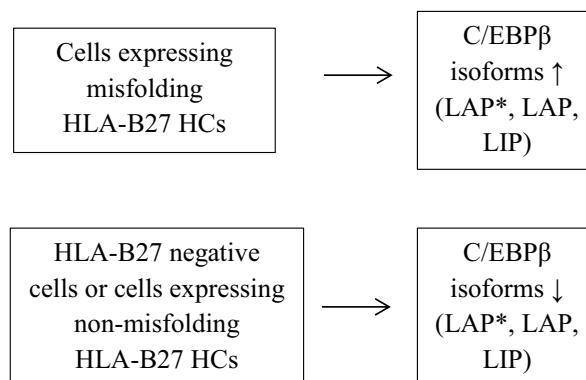 Cells expressing
misfolding
HLA-B27 HCs
C/EBPβ
isoforms ↑
(LAP*, LAP,
LIP)
HLA-B27 negative
cells or cells expressing
non-misfolding
HLA-B27 HCs
C/EBPβ
isoforms ↓
(LAP*, LAP,
LIP)